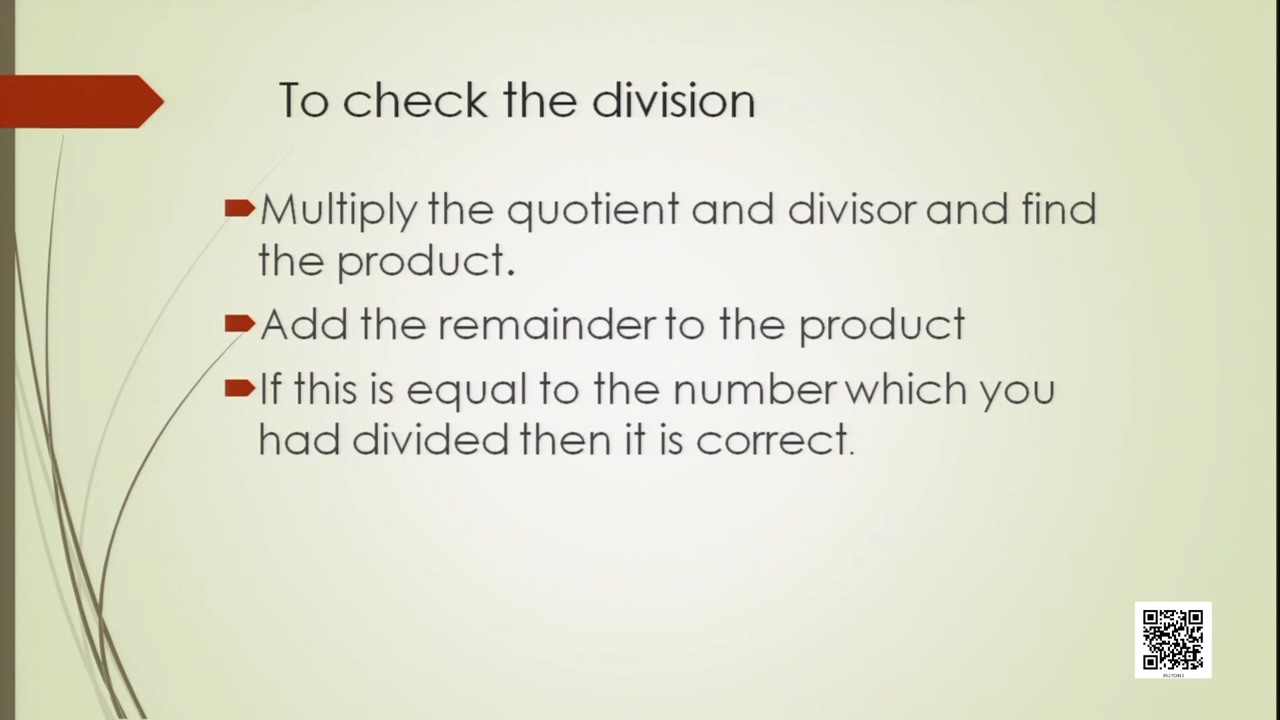 To check the division
Multiply the quotient and divisor and find
the product.
Add the remainder to the product
If this is equal to the number which you
had divided then it is correct.